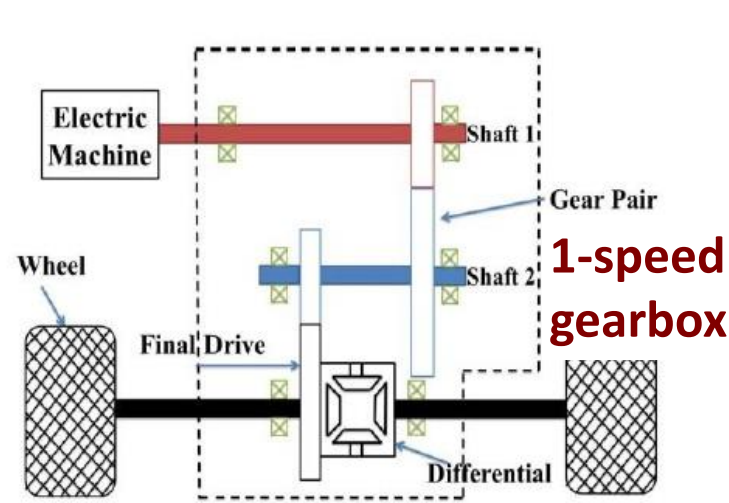 Electric
Machine
Shaft 1
Gear Pair
1-speed
gearbox
Shaft 2
Wheel
Final Drive
Differential